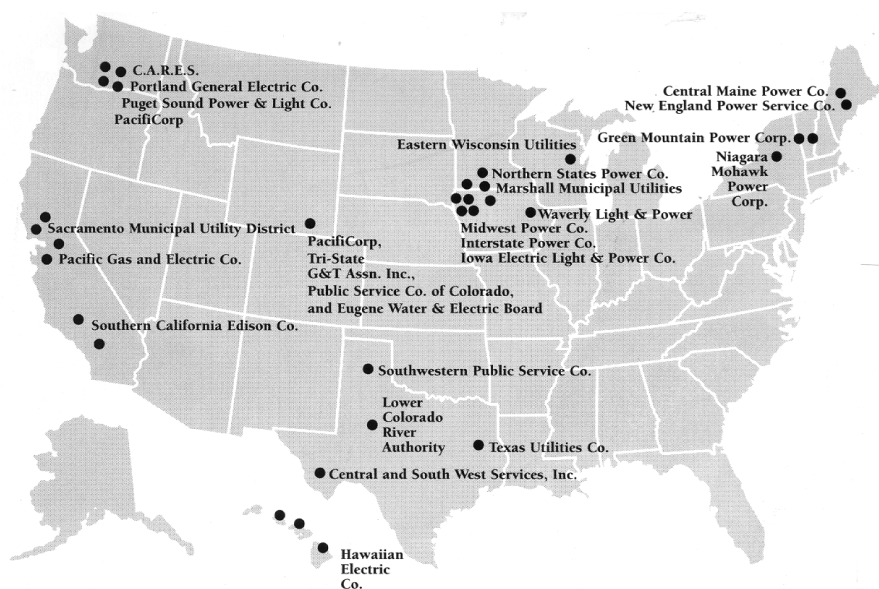 C.A.R.E.S.
Portland General Electric Co.
Puget Sound Power & Light Co.
PacifiCorp
Central Maine Power Co.
New England Power Service Co.
Green Mountain Power Corp.
Niagara
Mohawk
Power
Corp.
Eastern Wisconsin Utilities
Northern States Power Co.
Marshall Municipal Utilities
Waverly Light & Power
Midwest Power Co.
Interstate Power Co.
Iowa Electric Light & Power Co.
Sacramento Municipal Utility District
Pacific Gas and Electric Co.
PacifiCorp,
Tri-State
G&T Assn. Inc.,
Public Service Co. of Colorado,
and Eugene Water & Electric Board
Southern California Edison Co.
Southwestern Public Service Co.
Lower
Colorado
River
Authority
Texas Utilities Co.
Central and South West Services, Inc.
Hawaiian
Electric
Co.